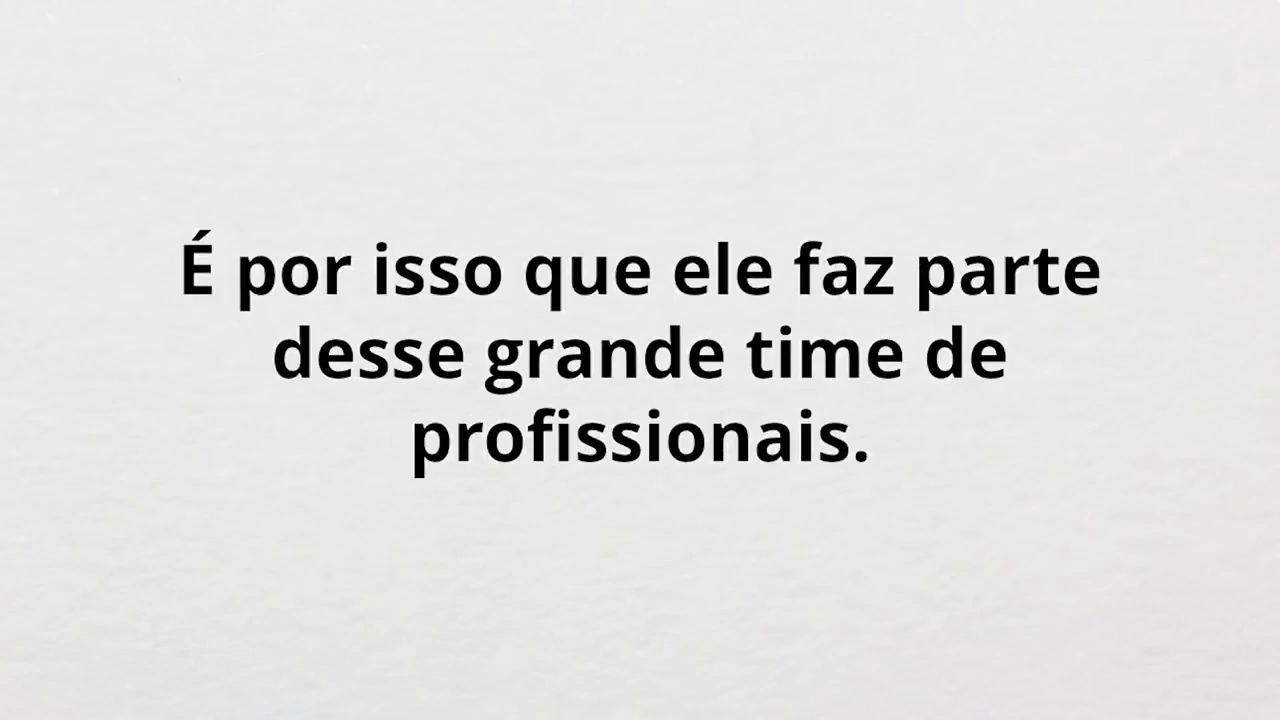 É por isso que ele faz parte
desse grande time de
profissionais.